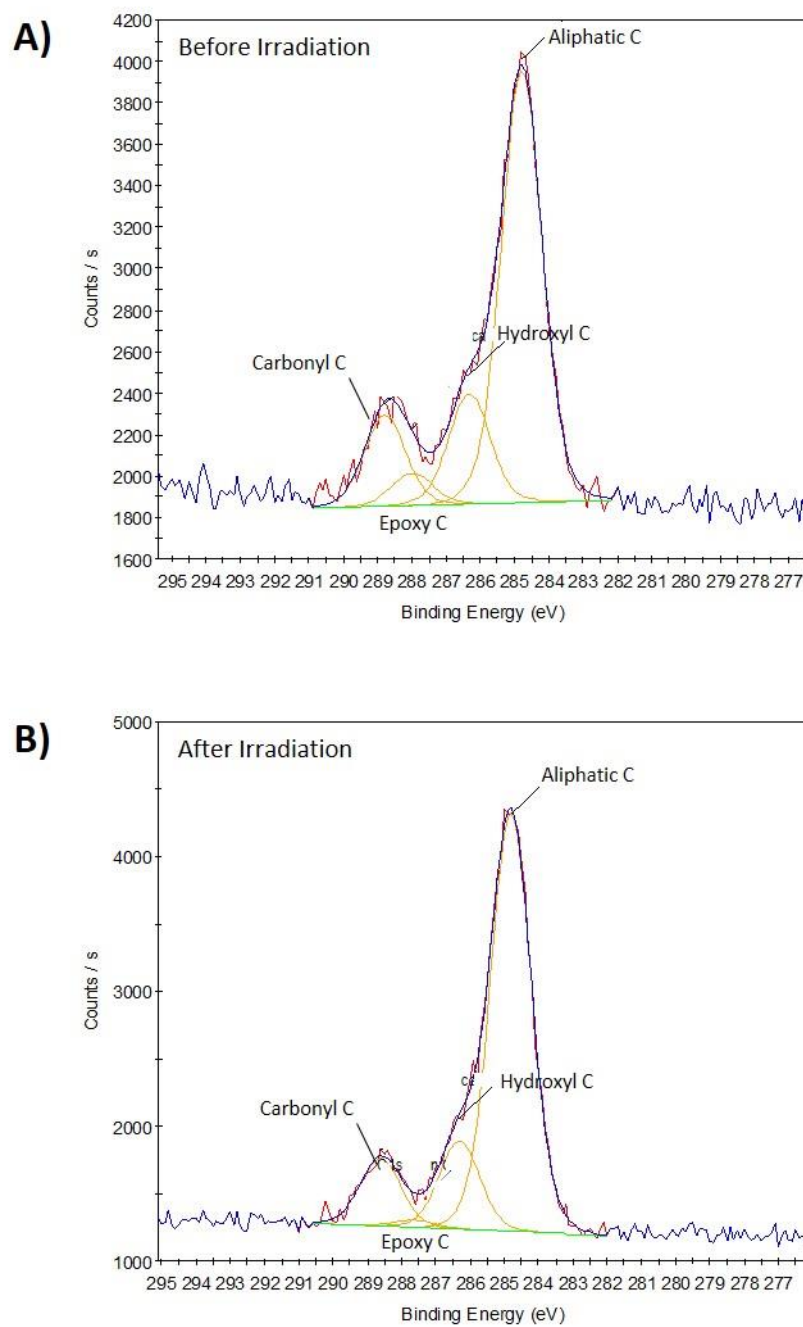 A)
Before Irradiation
Aliphatic C
Hydroxyl C
Carbonyl C
Epoxy C
Counts / s
4200
4000
3800
3600
3400
3200
3000
2800
2600
2400
2200
2000
1800
1600
295 294 293 292 291 290 289 288 287 286 285 284 283 282 281 280 279 278 277
Binding Energy (eV)
B)
After Irradiation
Aliphatic C
Hydroxyl C
Carbonyl C
Epoxy C
Counts / s
5000
4000
3000
2000
1000
295 294 293 292 291 290 289 288 287 286 285 284 283 282 281 280 279 278 277
Binding Energy (eV)